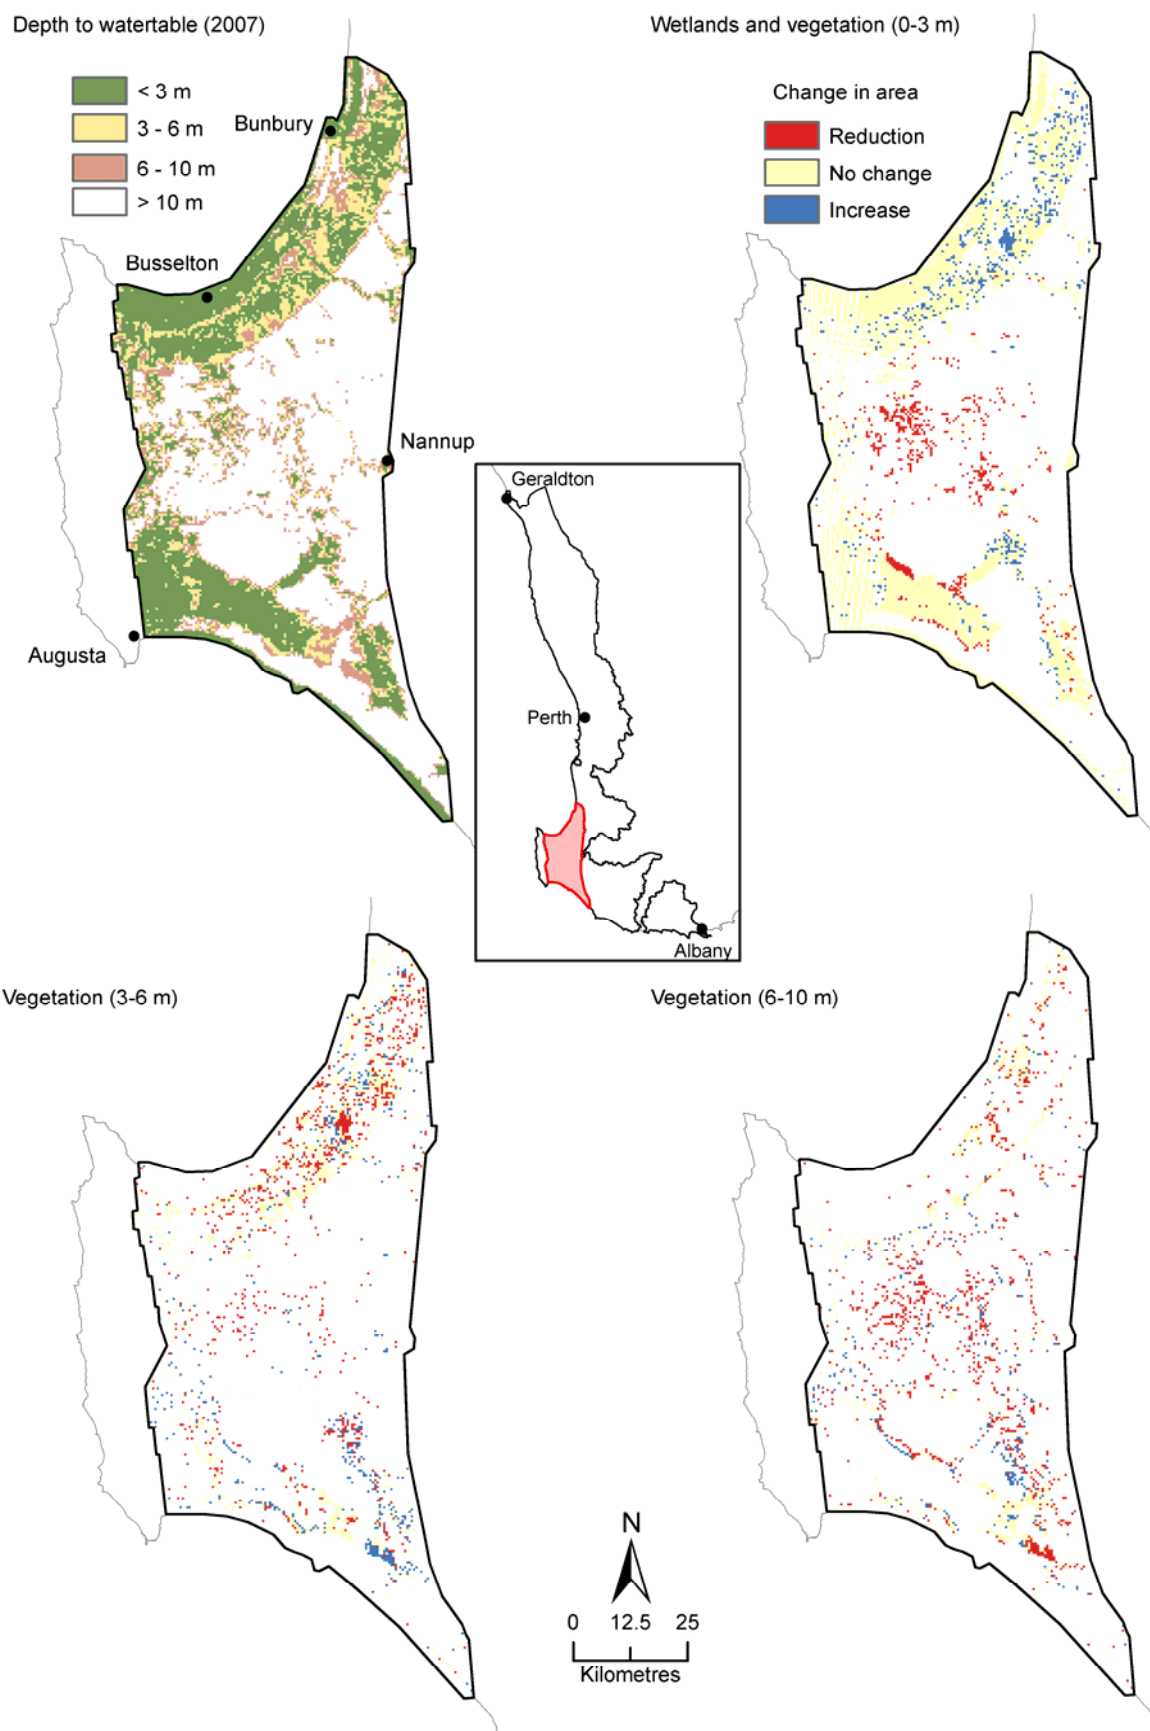 Depth to watertable (2007)
< 3 m
3 - 6 m
6 - 10 m
> 10 m
Bunbury
Busselton
Nannup
Augusta
Wetlands and vegetation (0-3 m)
Change in area
Reduction
No change
Increase
Geraldton
Perth
Albany
Vegetation (3-6 m)
Vegetation (6-10 m)
N
0 12.5 25
Kilometres